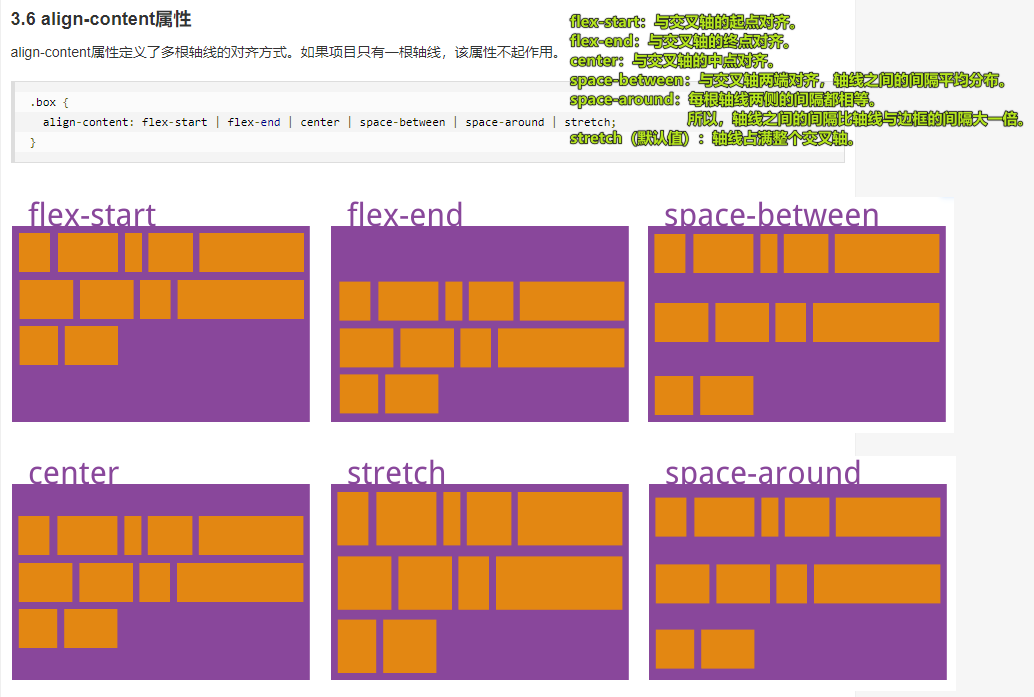 3.6 align-content属性
align-content属性定义了多根轴线的对齐方式。如果项目只有一根轴线，该属性不起作用。
flex-start：与交叉轴的起点对齐。
flex-end：与交叉轴的终点对齐。
center：与交叉轴的中点对齐。
space-between：与交叉轴两端对齐，轴线之间的间隔平均分布。
space-around：每根轴线两侧的间隔都相等。
所以，轴线之间的间隔比轴线与边框的间隔大一倍。
stretch（默认值）：轴线占满整个交叉轴。
.box {
align-content: flex-start | flex-end | center | space-between | space-around | stretch;
}
flex-start
flex-end
space-between
center
stretch
space-around